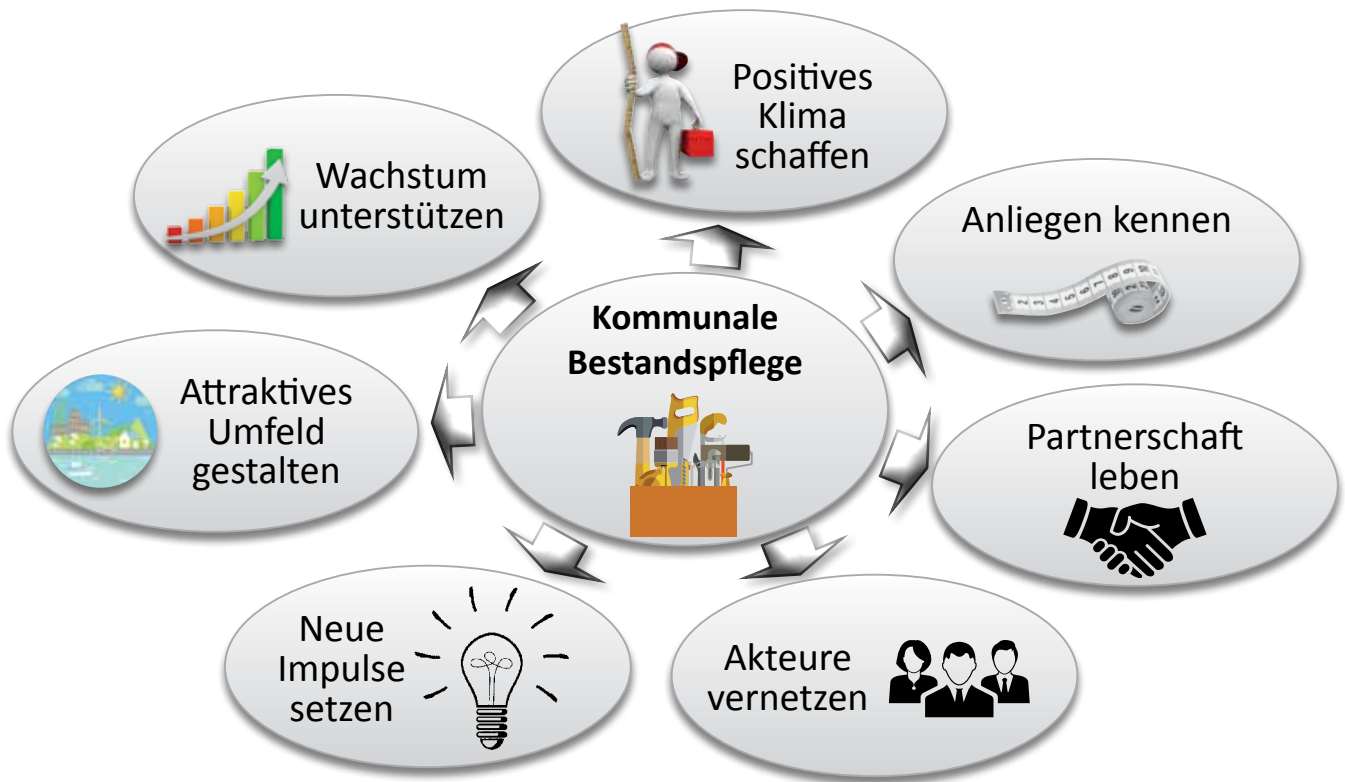 Positives
Klima
schaffen
Wachstum
unterstützen
Anliegen kennen
Kommunale
Bestandspflege
Attraktives
Umfeld
gestalten
Partnerschaft
leben
Neue
Impulse
setzen
Akteure
vernetzen